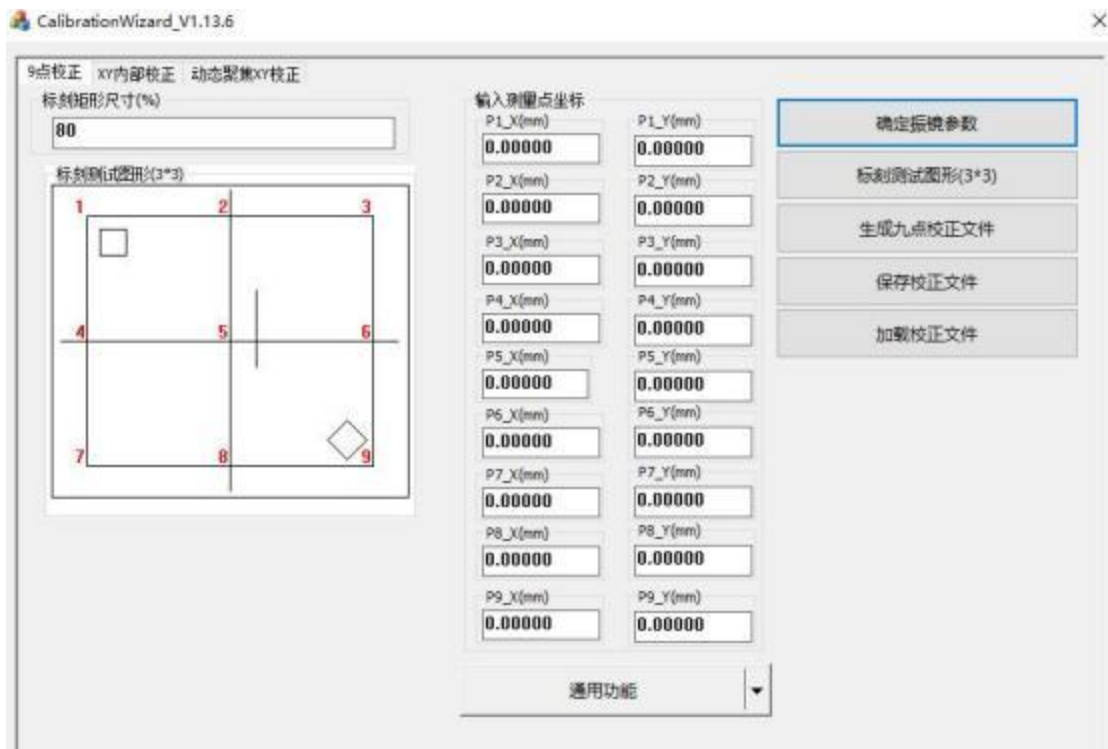 CalibrationWizard_V1.13.6
9点校正 XY内部校正 动态聚焦XY校正
标刻矩形尺寸(%)
80
标刻测试图形(3*3)
1 2 3
4 5 6
7 8 9
输入测量点坐标
P1_X(mm) P1_Y(mm)
0.00000 0.00000
P2_X(mm) P2_Y(mm)
0.00000 0.00000
P3_X(mm) P3_Y(mm)
0.00000 0.00000
P4_X(mm) P4_Y(mm)
0.00000 0.00000
P5_X(mm) P5_Y(mm)
0.00000 0.00000
P6_X(mm) P6_Y(mm)
0.00000 0.00000
P7_X(mm) P7_Y(mm)
0.00000 0.00000
P8_X(mm) P8_Y(mm)
0.00000 0.00000
P9_X(mm) P9_Y(mm)
0.00000 0.00000
通用功能
确定振镜参数
标刻测试图形(3*3)
生成九点校正文件
保存校正文件
加载校正文件